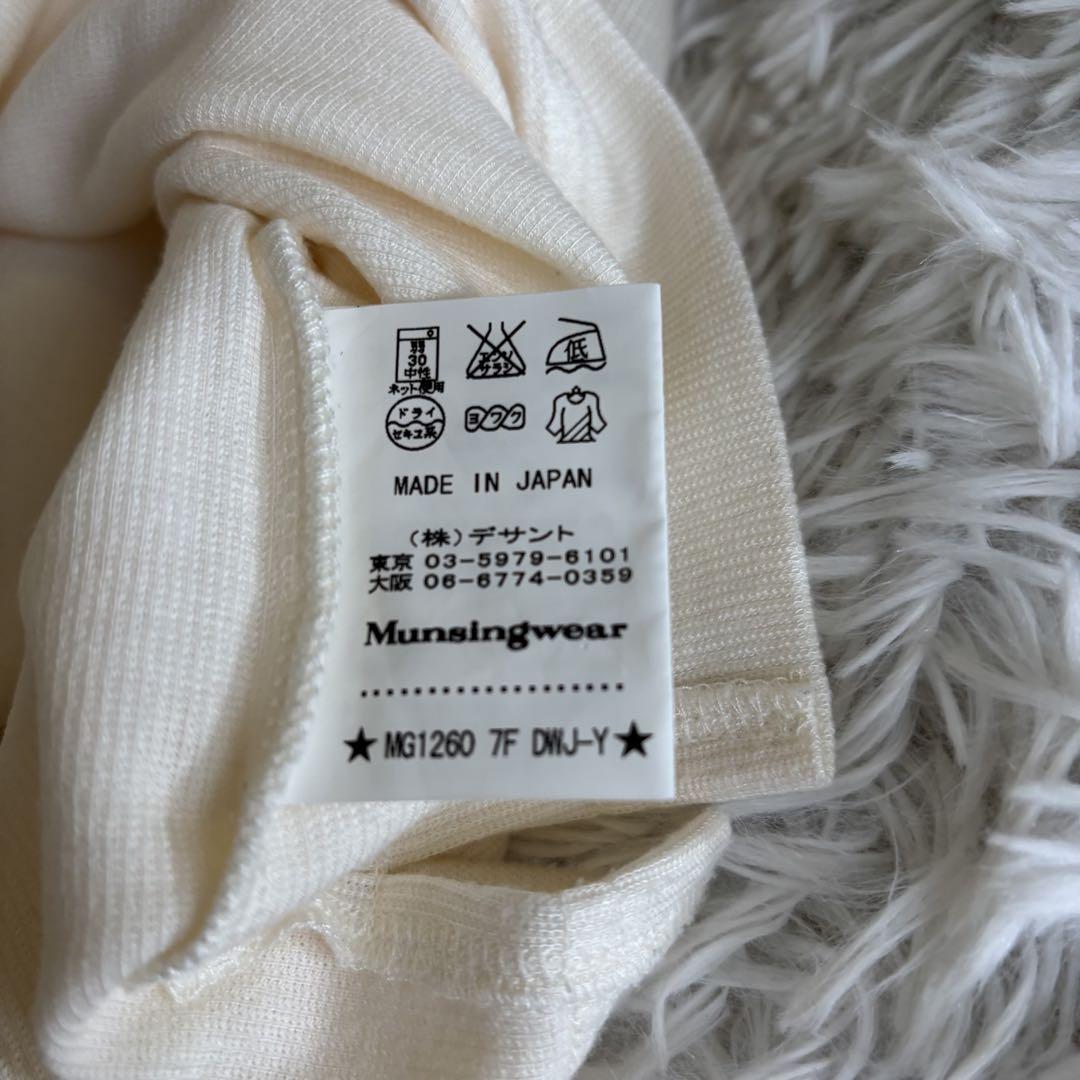 弱
30
中性
ネット使用
エンソ
サラシ
低
ドライ
セキユ系
ヨワク
MADE IN JAPAN
(株)デサント
東京 03-5979-6101
大阪 06-6774-0359
Munsingwear
★MG1260 7F DWJ-Y★